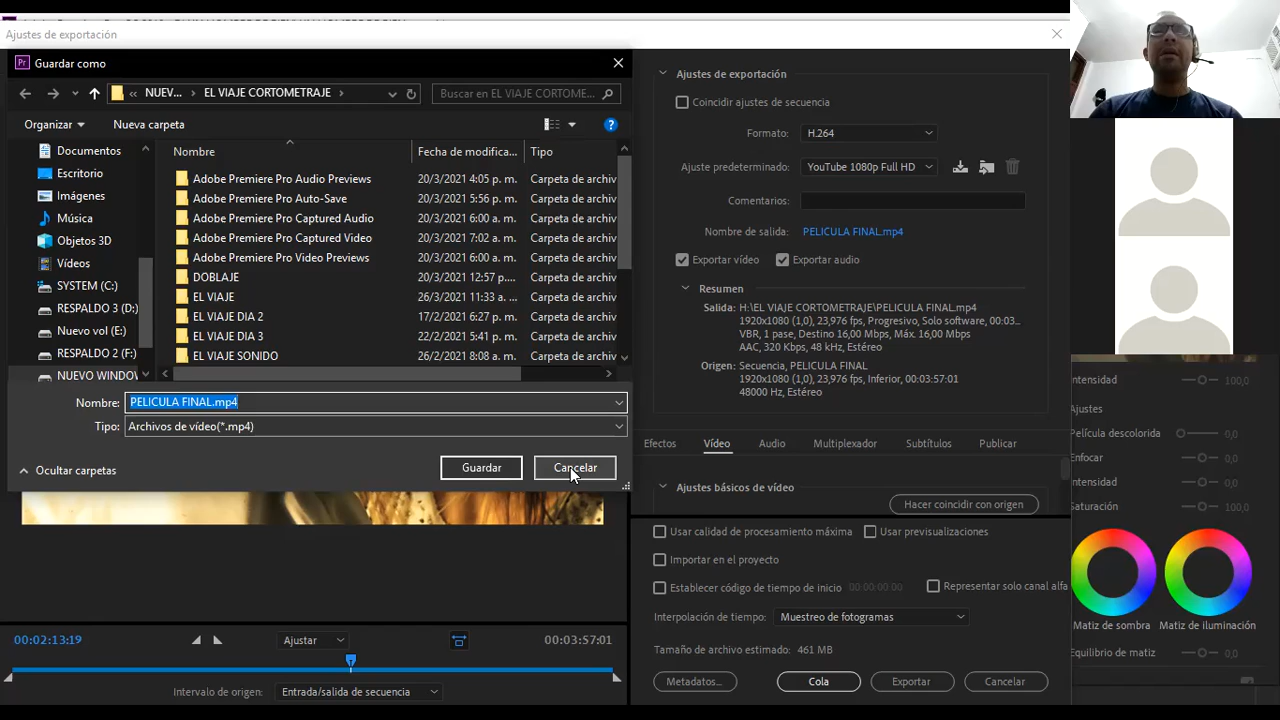 Ajustes de exportación
Pr Guardar como
NUEV... EL VIAJE CORTOMETRAJE
Buscar en EL VIAJE CORTOME...
Organizar
Nueva carpeta
Nombre
Fecha de modifica...
Tipo
Documentos
Escritorio
Imágenes
Música
Objetos 3D
Vídeos
SYSTEM (C:)
RESPALDO 3 (D:)
Nuevo vol (E:)
RESPALDO 2 (F:)
NUEVO WINDOW
Adobe Premiere Pro Audio Previews 20/3/2021 4:05 p. m. Carpeta de archiv
Adobe Premiere Pro Auto-Save 20/3/2021 5:56 p. m. Carpeta de archiv
Adobe Premiere Pro Captured Audio 20/3/2021 6:00 a. m. Carpeta de archiv
Adobe Premiere Pro Captured Video 20/3/2021 7:02 a. m. Carpeta de archiv
Adobe Premiere Pro Video Previews 20/3/2021 6:00 a. m. Carpeta de archiv
DOBLAJE 20/3/2021 12:57 p.... Carpeta de archiv
EL VIAJE 26/3/2021 11:33 a.... Carpeta de archiv
EL VIAJE DIA 2 17/2/2021 6:27 p. m. Carpeta de archiv
EL VIAJE DIA 3 22/2/2021 5:41 p. m. Carpeta de archiv
EL VIAJE SONIDO 26/2/2021 8:08 a. m. Carpeta de archiv
Nombre: PELICULA FINAL.mp4
Tipo: Archivos de vídeo(*.mp4)
Ocultar carpetas
Guardar
Cancelar
00:02:13:19
Ajustar
00:03:57:01
Intervalo de origen: Entrada/salida de secuencia
Ajustes de exportación
Coincidir ajustes de secuencia
Formato: H.264
Ajuste predeterminado: YouTube 1080p Full HD
Comentarios:
Nombre de salida: PELICULA FINAL.mp4
Exportar vídeo
Exportar audio
Resumen
Salida: H:\EL VIAJE CORTOMETRAJE\PELICULA FINAL.mp4
1920x1080 (1,0), 23,976 fps, Progresivo, Solo software, 00:03...
VBR, 1 pase, Destino 16,00 Mbps, Máx. 16,00 Mbps
AAC, 320 Kbps, 48 kHz, Estéreo
Origen: Secuencia, PELICULA FINAL
1920x1080 (1,0), 23,976 fps, Inferior, 00:03:57:01
48000 Hz, Estéreo
Efectos
Vídeo
Audio
Multiplexador
Subtítulos
Publicar
Ajustes básicos de vídeo
Hacer coincidir con origen
Usar calidad de procesamiento máxima
Usar previsualizaciones
Importar en el proyecto
Establecer código de tiempo de inicio 00:00:00:00
Representar solo canal alfa
Interpolación de tiempo: Muestreo de fotogramas
Tamaño de archivo estimado: 461 MB
Metadatos...
Cola
Exportar
Cancelar
Intensidad 100,0
Ajustes
Película descolorida 0,0
Enfocar 0,0
Intensidad 0,0
Saturación 100,0
Matiz de sombra
Matiz de iluminación
Equilibrio de matiz 0,0